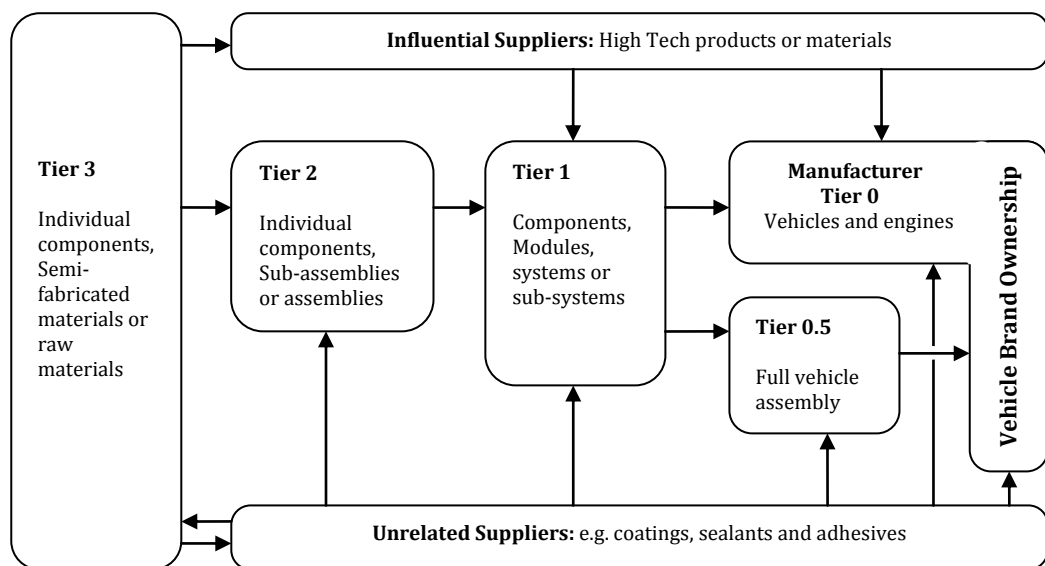 Influential Suppliers: High Tech products or materials
Tier 3
Individual
components,
Semi-
fabricated
materials or
raw
materials
Tier 2
Individual
components,
Sub-assemblies
or assemblies
Tier 1
Components,
Modules,
systems or
sub-systems
Manufacturer
Tier 0
Vehicles and engines
Tier 0.5
Full vehicle
assembly
Vehicle Brand Ownership
Unrelated Suppliers: e.g. coatings, sealants and adhesives